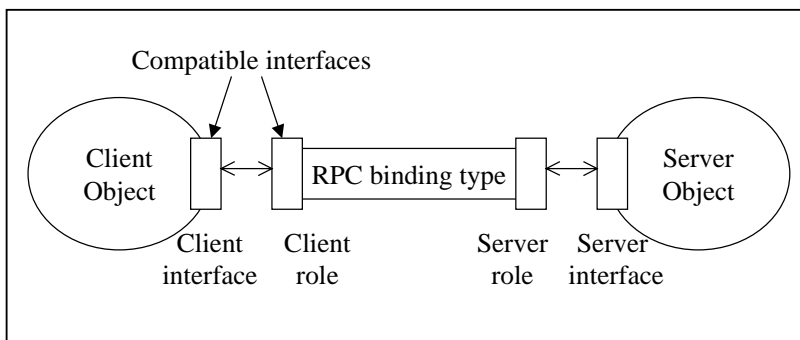 Compatible interfaces
Client
Object
RPC binding type
Server
Object
Client
interface
Client
role
Server
role
Server
interface